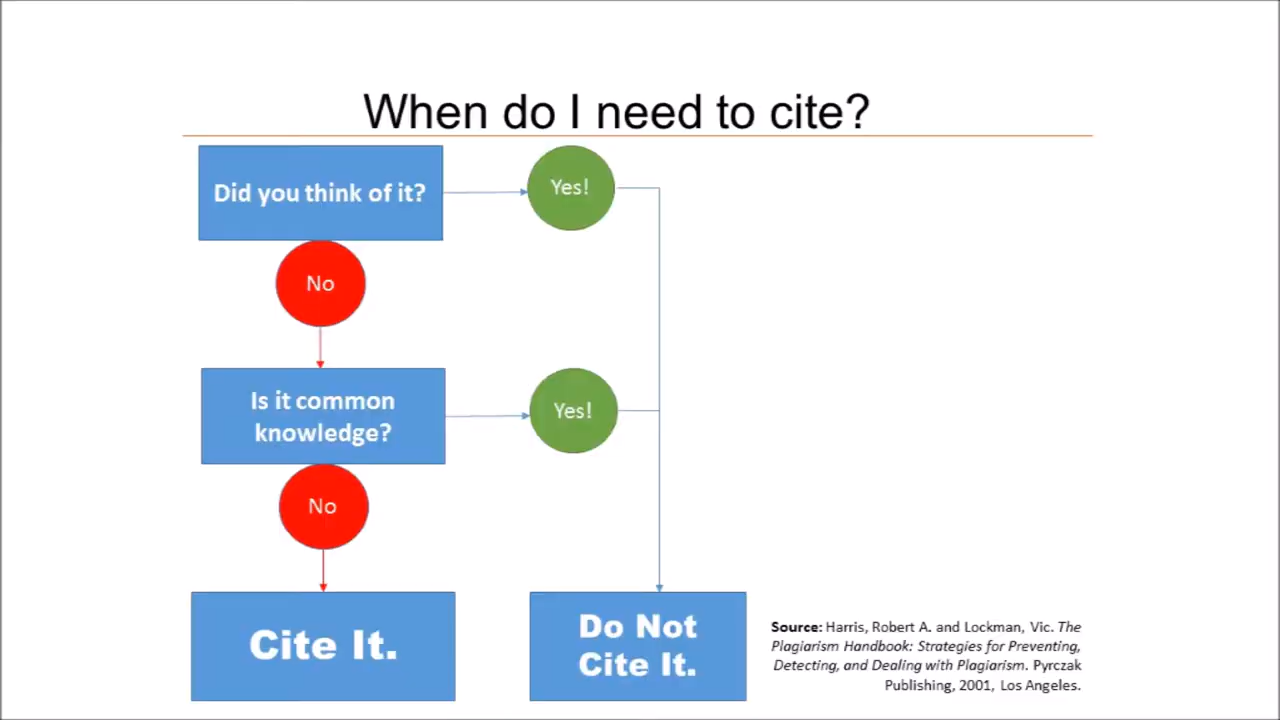 When do I need to cite?
Did you think of it?
Yes!
No
Is it common
knowledge?
Yes!
No
Cite It.
Do Not
Cite It.
Source: Harris, Robert A. and Lockman, Vic. The
Plagiarism Handbook: Strategies for Preventing,
Detecting, and Dealing with Plagiarism. Pyrczak
Publishing, 2001, Los Angeles.